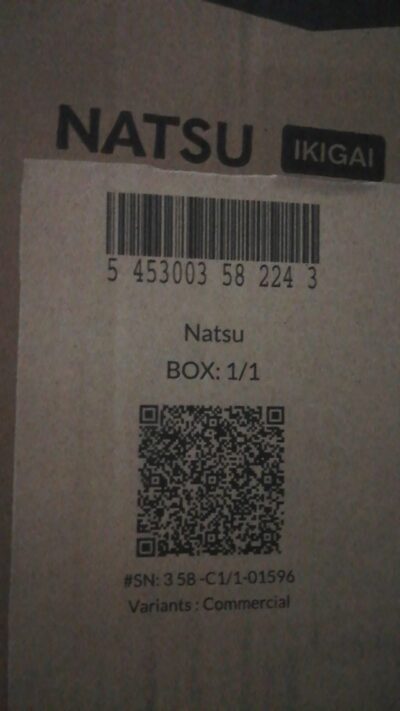 NATSU IKIGAI
5 453003 58 224 3
Natsu
BOX: 1/1
#SN: 3 58 -C1/1-01596
Variants : Commercial